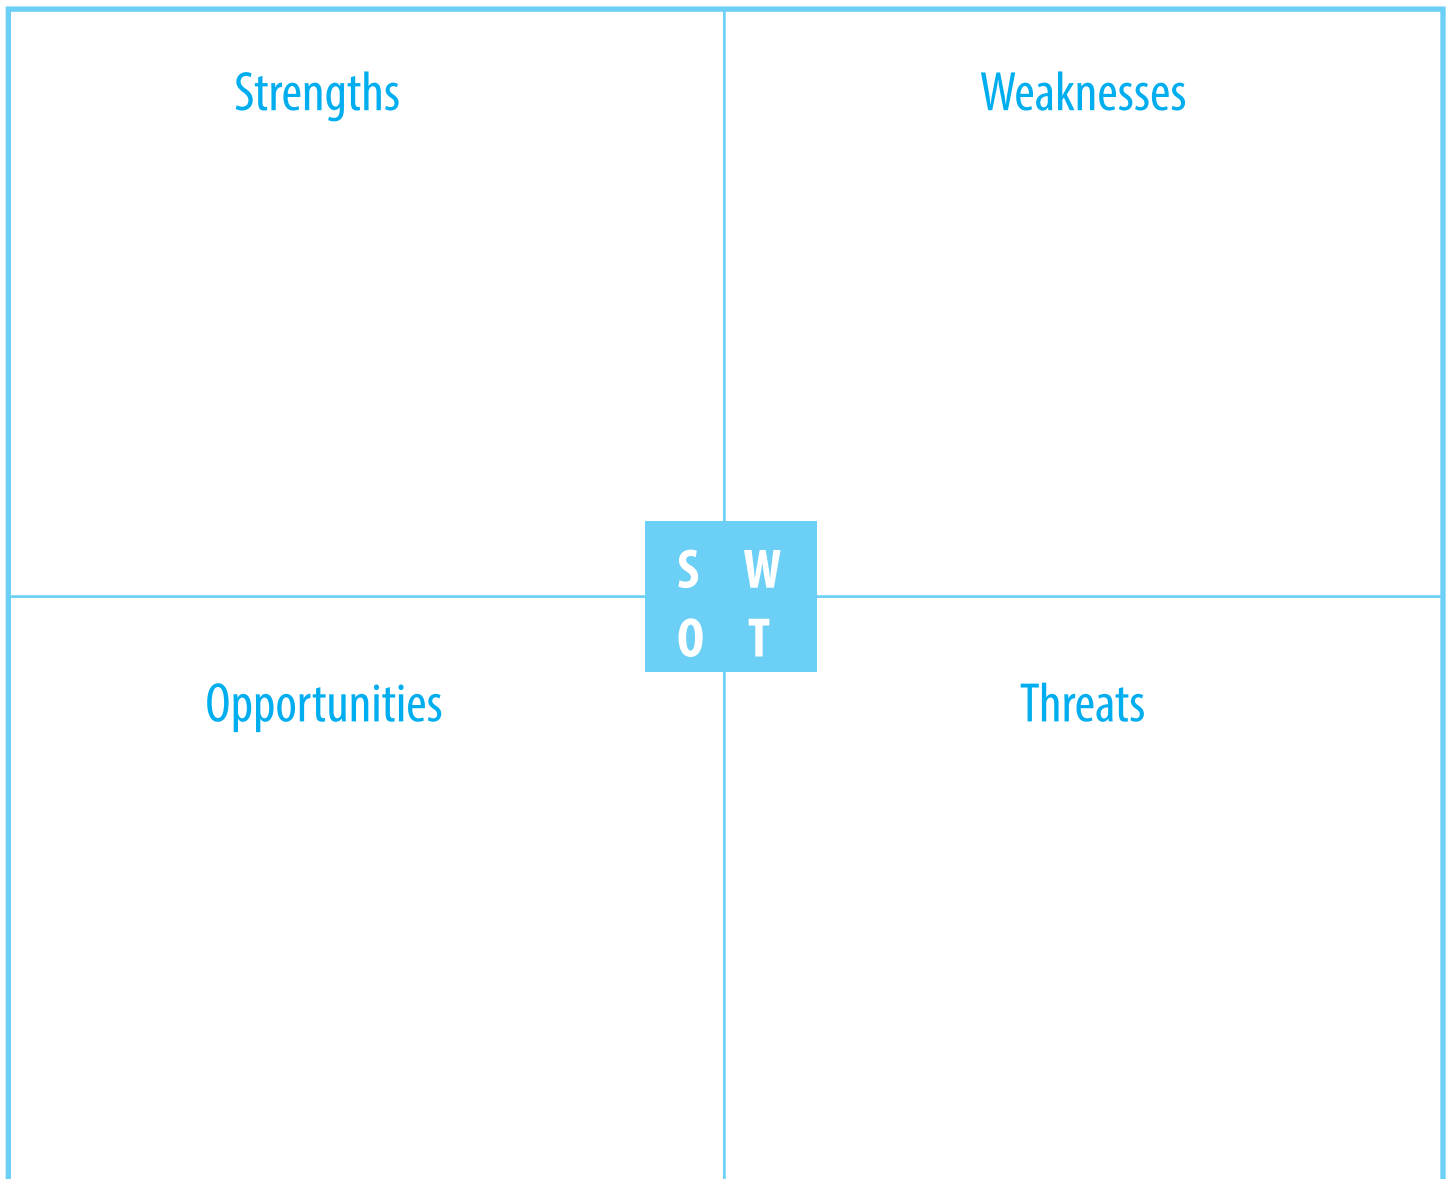 Strengths
Weaknesses
S W
O T
Opportunities
Threats